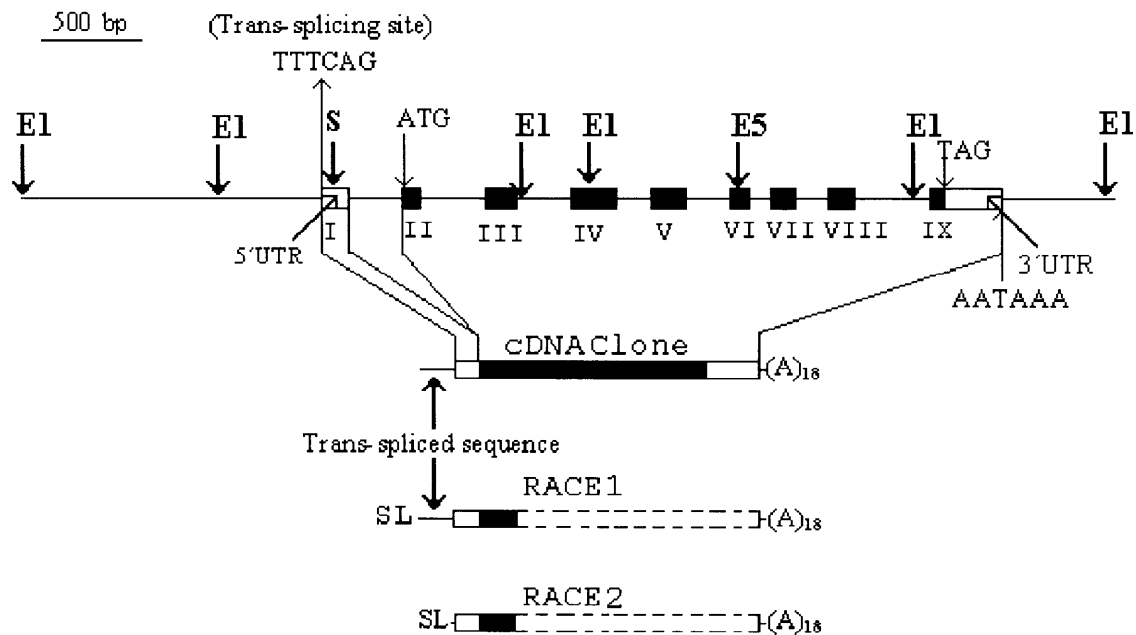 500 bp
(Trans-splicing site)
TTTCAG
E1
E1
S
ATG
E1
E1
E5
E1
TAG
E1
I
II
III
IV
V
VI
VII
VIII
IX
5´UTR
3´UTR
AATAAA
cDNAClone
(A)18
Trans-spliced sequence
RACE1
SL
(A)18
RACE2
SL
(A)18